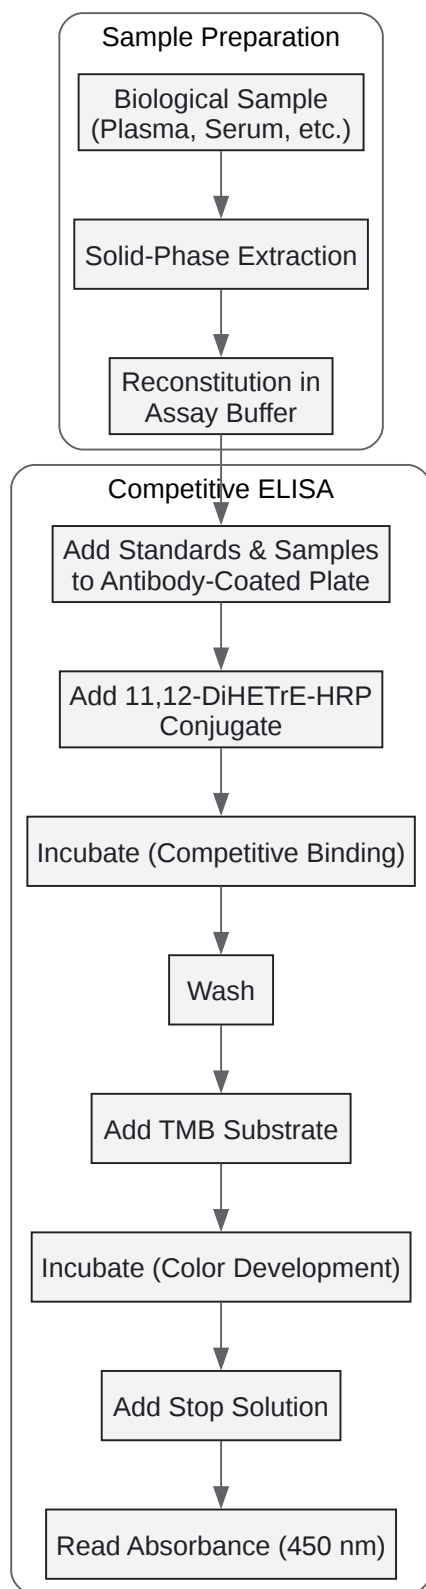 Sample Preparation
Biological Sample
(Plasma, Serum, etc.)
Solid-Phase Extraction
Reconstitution in
Assay Buffer
Competitive ELISA
Add Standards & Samples
to Antibody-Coated Plate
Add 11,12-DiHETrE-HRP
Conjugate
Incubate (Competitive Binding)
Wash
Add TMB Substrate
Incubate (Color Development)
Add Stop Solution
Read Absorbance (450 nm)